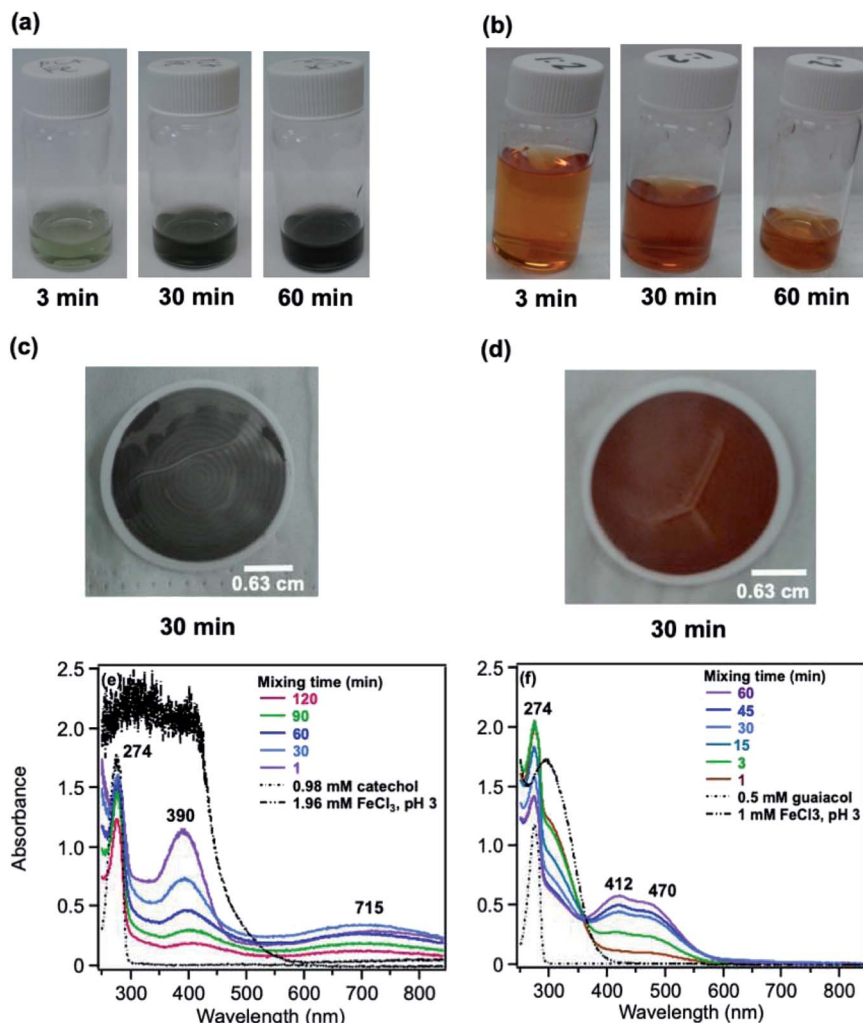 (a)
(b)
3 min
30 min
60 min
3 min
30 min
60 min
(c)
(d)
0.63 cm
0.63 cm
30 min
30 min
(e)
2.5
2.0
1.5
1.0
0.5
0
Absorbance
Mixing time (min)
120
90
60
30
1
0.98 mM catechol
1.96 mM FeCl₃, pH 3
274
390
715
300
400
500
600
700
800
Wavelength (nm)
(f)
2.5
2.0
1.5
1.0
0.5
0
Mixing time (min)
60
45
30
15
3
1
0.5 mM guaiacol
1 mM FeCl3, pH 3
274
412
470
300
400
500
600
700
800
Wavelength (nm)